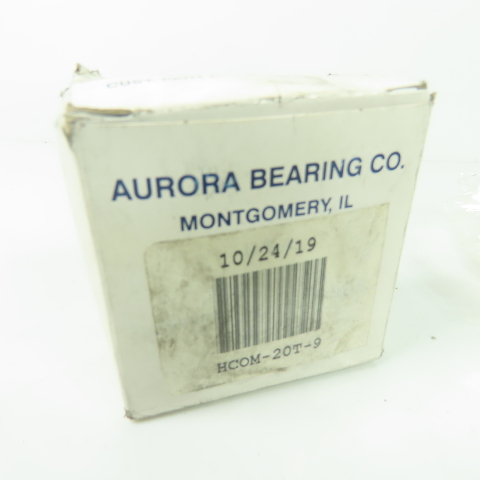 AURORA BEARING CO.
MONTGOMERY, IL
10/24/19
HCOM-20T-9